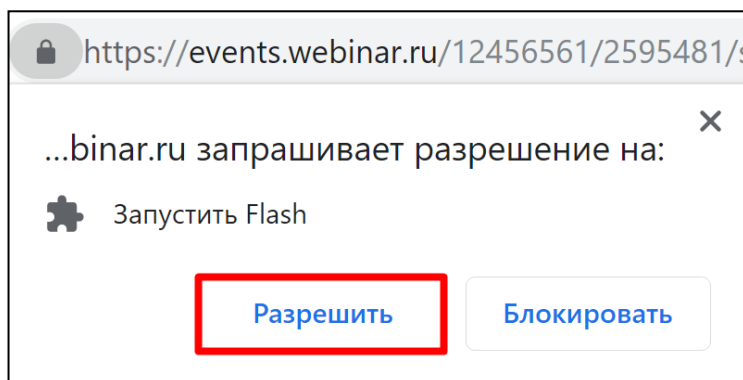 https://events.webinar.ru/12456561/2595481/
...binar.ru запрашивает разрешение на:
Запустить Flash
Разрешить
Блокировать